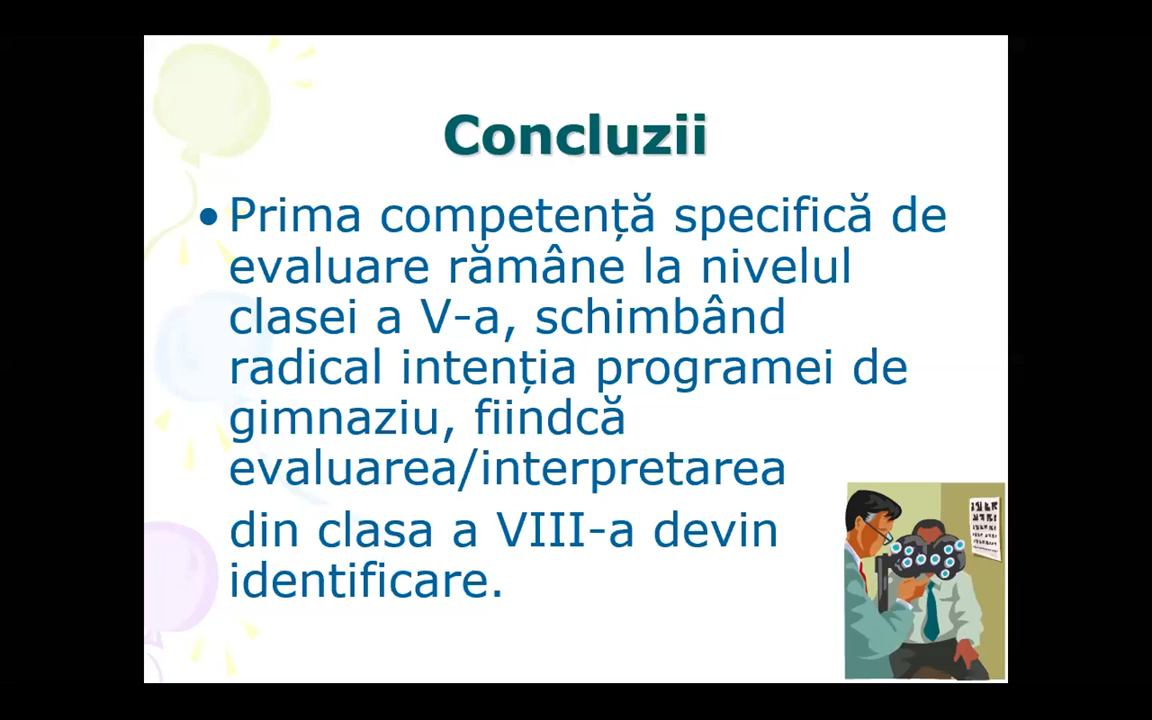 Concluzii
• Prima competență specifică de
evaluare rămâne la nivelul
clasei a V-a, schimbând
radical intenția programei de
gimnaziu, fiindcă
evaluarea/interpretarea
din clasa a VIII-a devin
identificare.